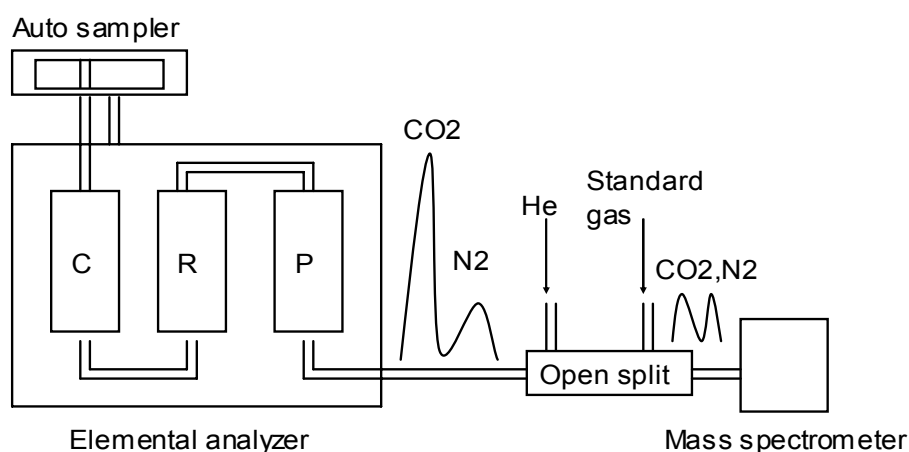 Auto sampler
CO2
Standard
gas
He
N2
CO2,N2
C
R
P
Open split
Elemental analyzer
Mass spectrometer